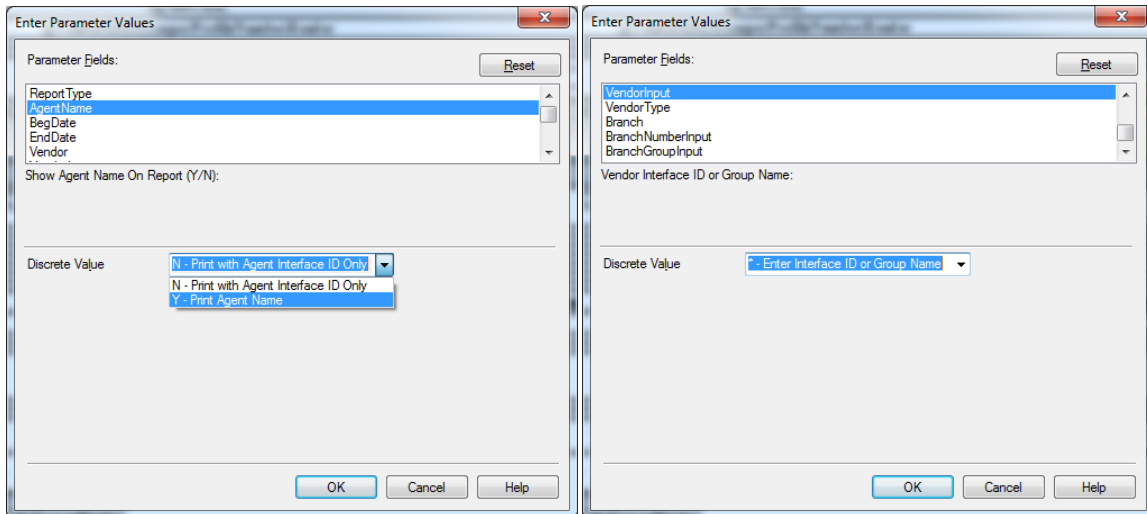 Enter Parameter Values
Parameter Fields:
Reset
ReportType
AgentName
BegDate
EndDate
Vendor
Show Agent Name On Report (Y/N):
Discrete Value
N - Print with Agent Interface ID Only
N - Print with Agent Interface ID Only
Y - Print Agent Name
OK Cancel Help
Enter Parameter Values
Parameter Fields:
Reset
VendorInput
VendorType
Branch
BranchNumberInput
BranchGroupInput
Vendor Interface ID or Group Name:
Discrete Value
* - Enter Interface ID or Group Name
OK Cancel Help